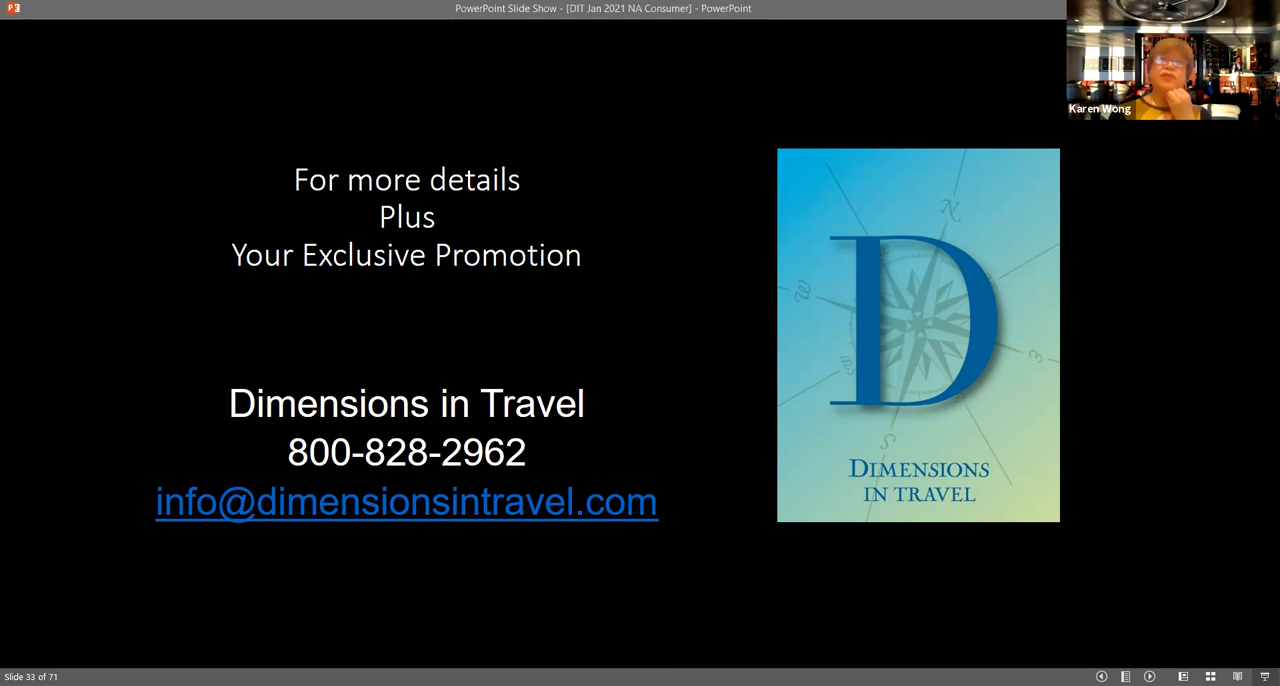 PowerPoint Slide Show - [DIT Jan 2021 NA Consumer] - PowerPoint
Karen Wong
For more details
Plus
Your Exclusive Promotion
Dimensions in Travel
800-828-2962
info@dimensionsintravel.com
N
W
E
S
D
DIMENSIONS
IN TRAVEL
Slide 33 of 71